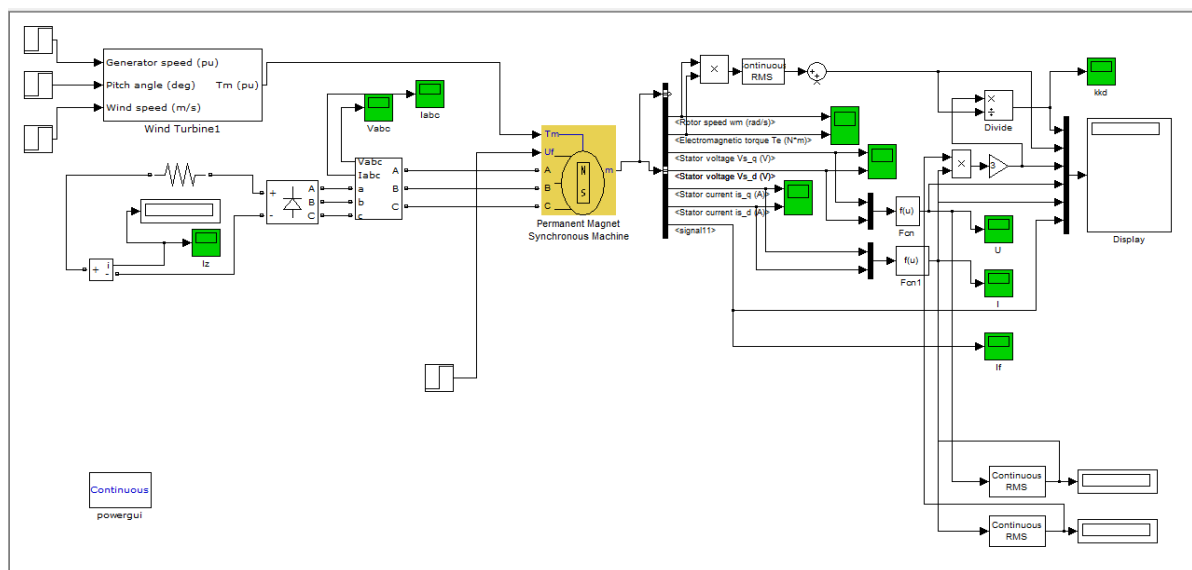 Generator speed (pu)
Pitch angle (deg)
Tm (pu)
Wind speed (m/s)
Wind Turbine1
Vabc
Iabc
Vabc
Iabc
A
B
C
a
b
c
A
B
C
+
-
Iz
+
i
-
Tm
Uf
A
B
C
m
N
S
Permanent Magnet
Synchronous Machine
Continuous
powergui
×
ontinuous
RMS
+
+
<Rotor speed wm (rad/s)>
<Electromagnetic torque Te (N*m)>
<Stator voltage Vs_q (V)>
<Stator voltage Vs_d (V)>
<Stator current is_q (A)>
<Stator current is_d (A)>
<signal11>
f(u)
Fcn
f(u)
Fcn1
×
÷
Divide
×
3
kkd
Display
U
I
If
Continuous
RMS
Continuous
RMS